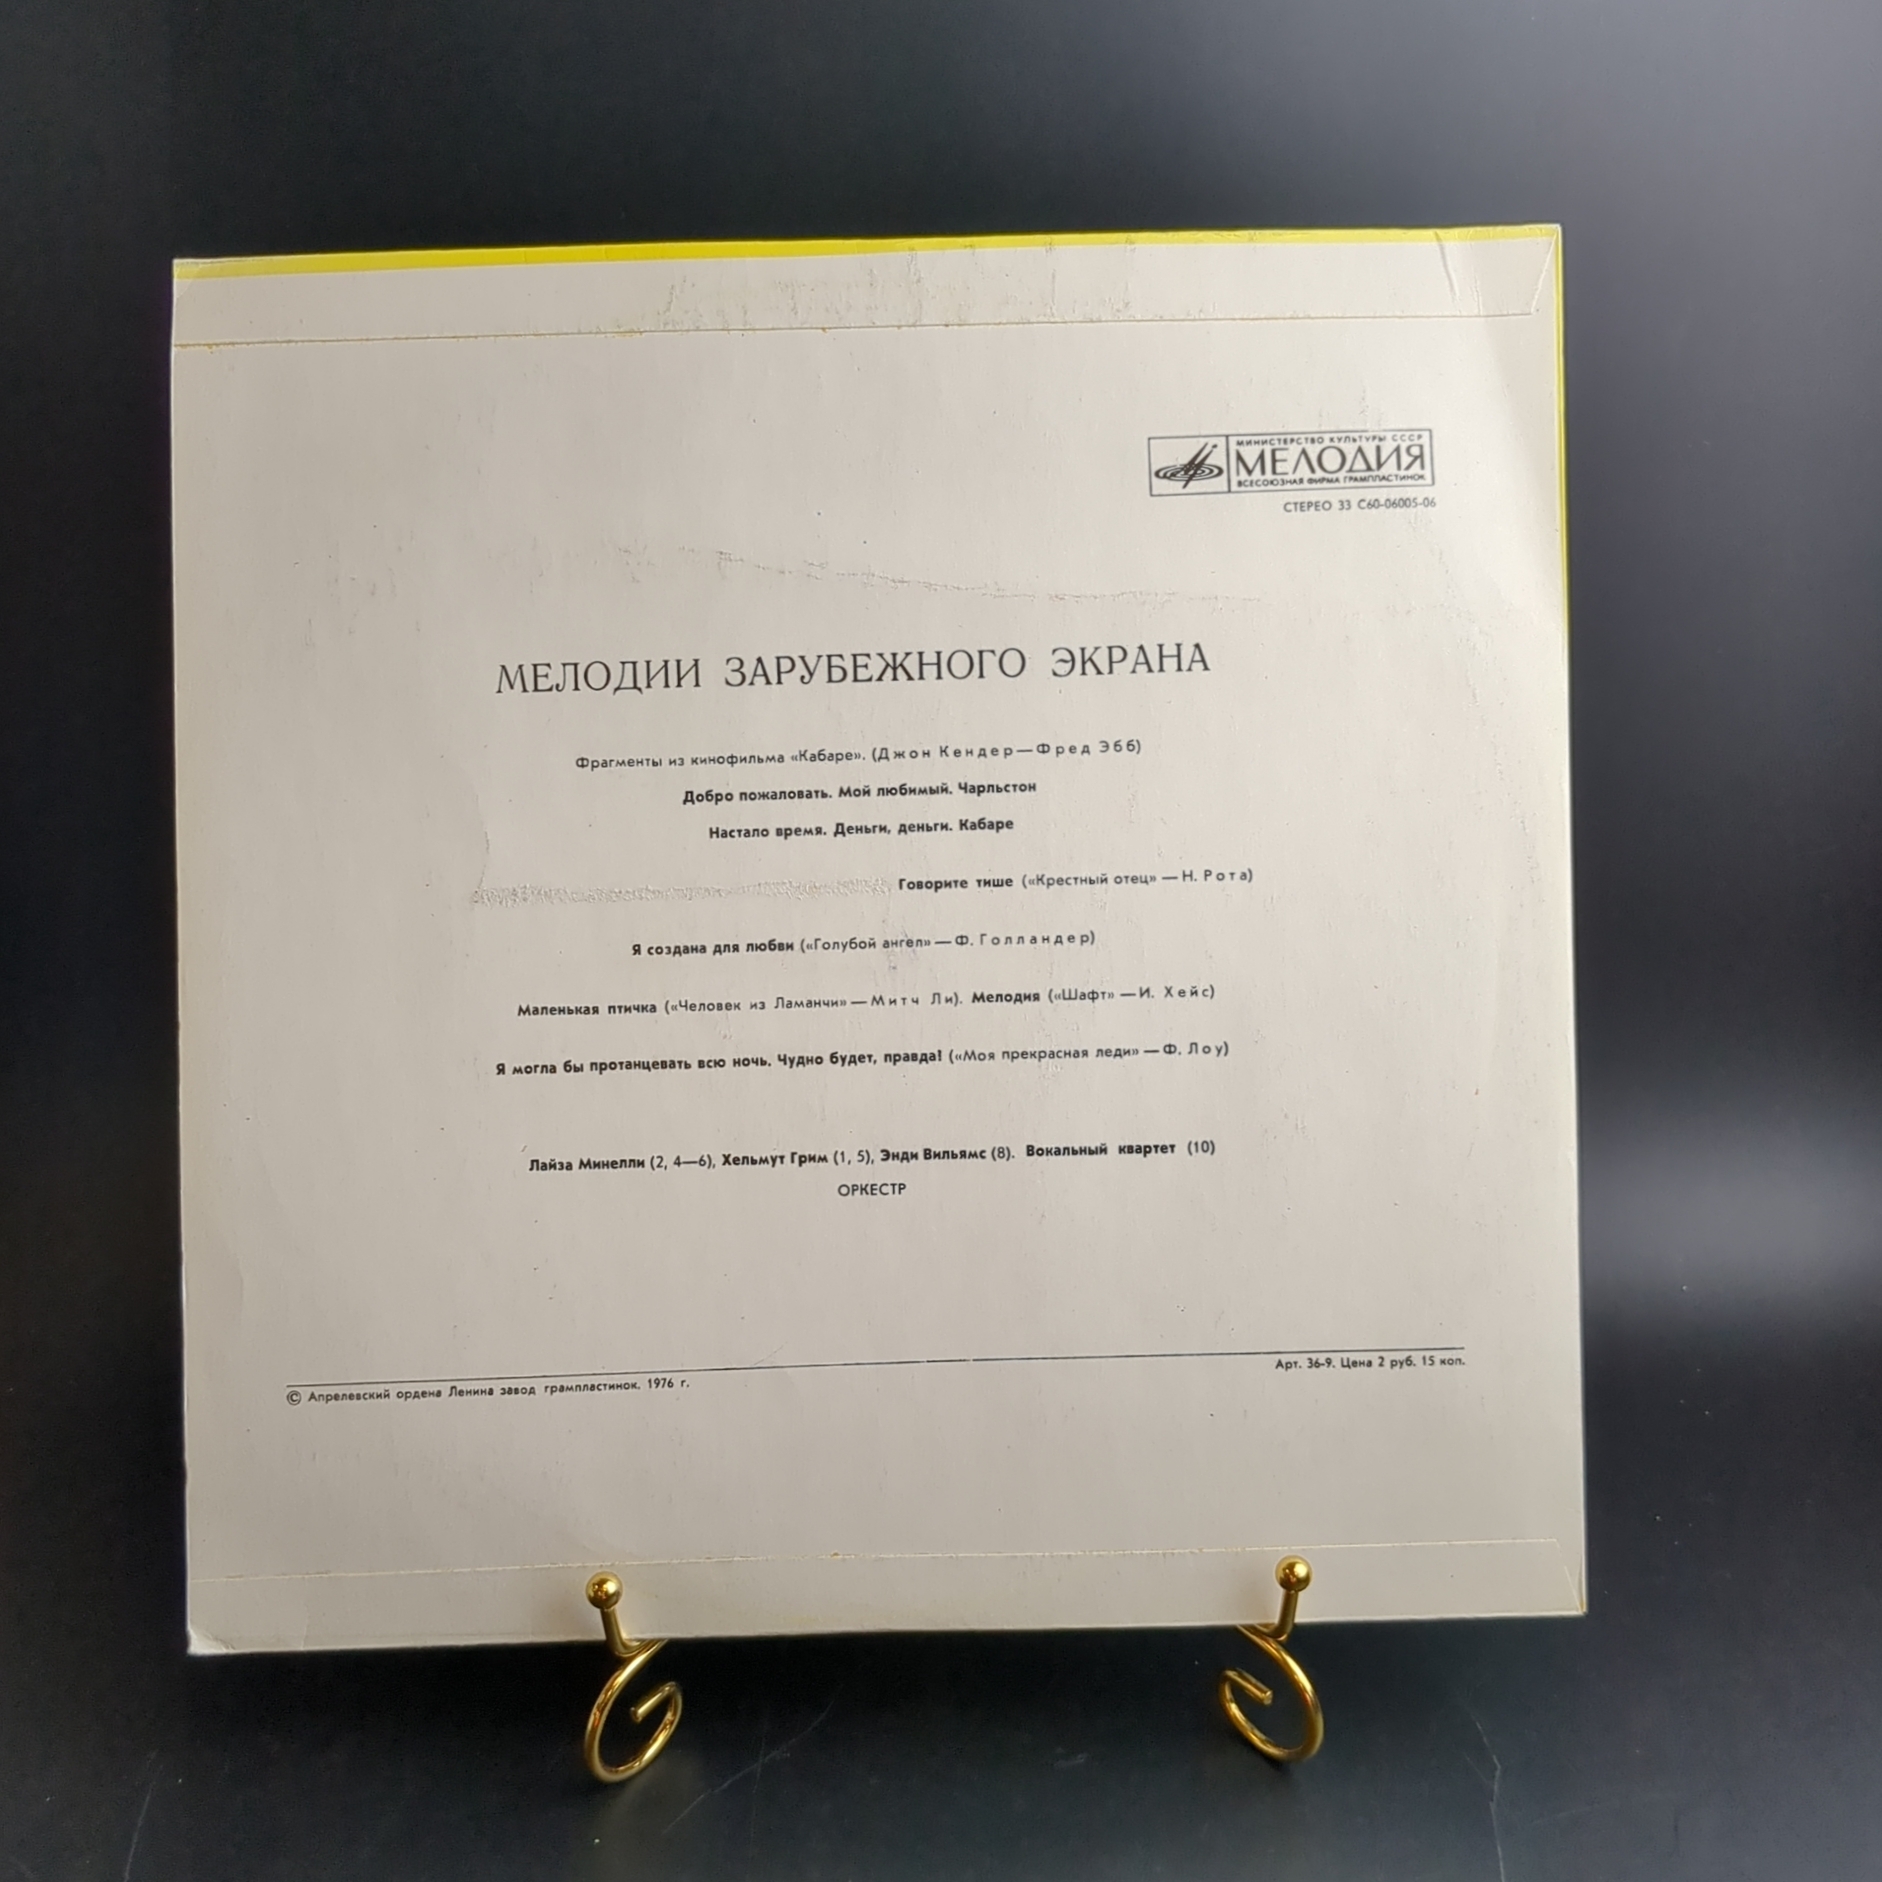 МИНИСТЕРСТВО КУЛЬТУРЫ СССР
МЕЛОДИЯ
ВСЕСОЮЗНАЯ ФИРМА ГРАМПЛАСТИНОК
СТЕРЕО 33 С60-06005-06
МЕЛОДИИ ЗАРУБЕЖНОГО ЭКРАНА
Фрагменты из кинофильма «Кабаре». (Джон Кендер—Фред Эбб)
Добро пожаловать. Мой любимый. Чарльстон
Настало время. Деньги, деньги. Кабаре
Говорите тише («Крестный отец» — Н. Рота)
Я создана для любви («Голубой ангел» — Ф. Голландер)
Маленькая птичка («Человек из Ламанчи» — Митч Ли). Мелодия («Шафт» — И. Хейс)
Я могла бы протанцевать всю ночь. Чудно будет, правда! («Моя прекрасная леди» — Ф. Лоу)
Лайза Минелли (2, 4—6), Хельмут Грим (1, 5), Энди Вильямс (8). Вокальный квартет (10)
ОРКЕСТР
Арт. 36-9. Цена 2 руб. 15 коп.
© Апрелевский ордена Ленина завод грампластинок. 1976 г.